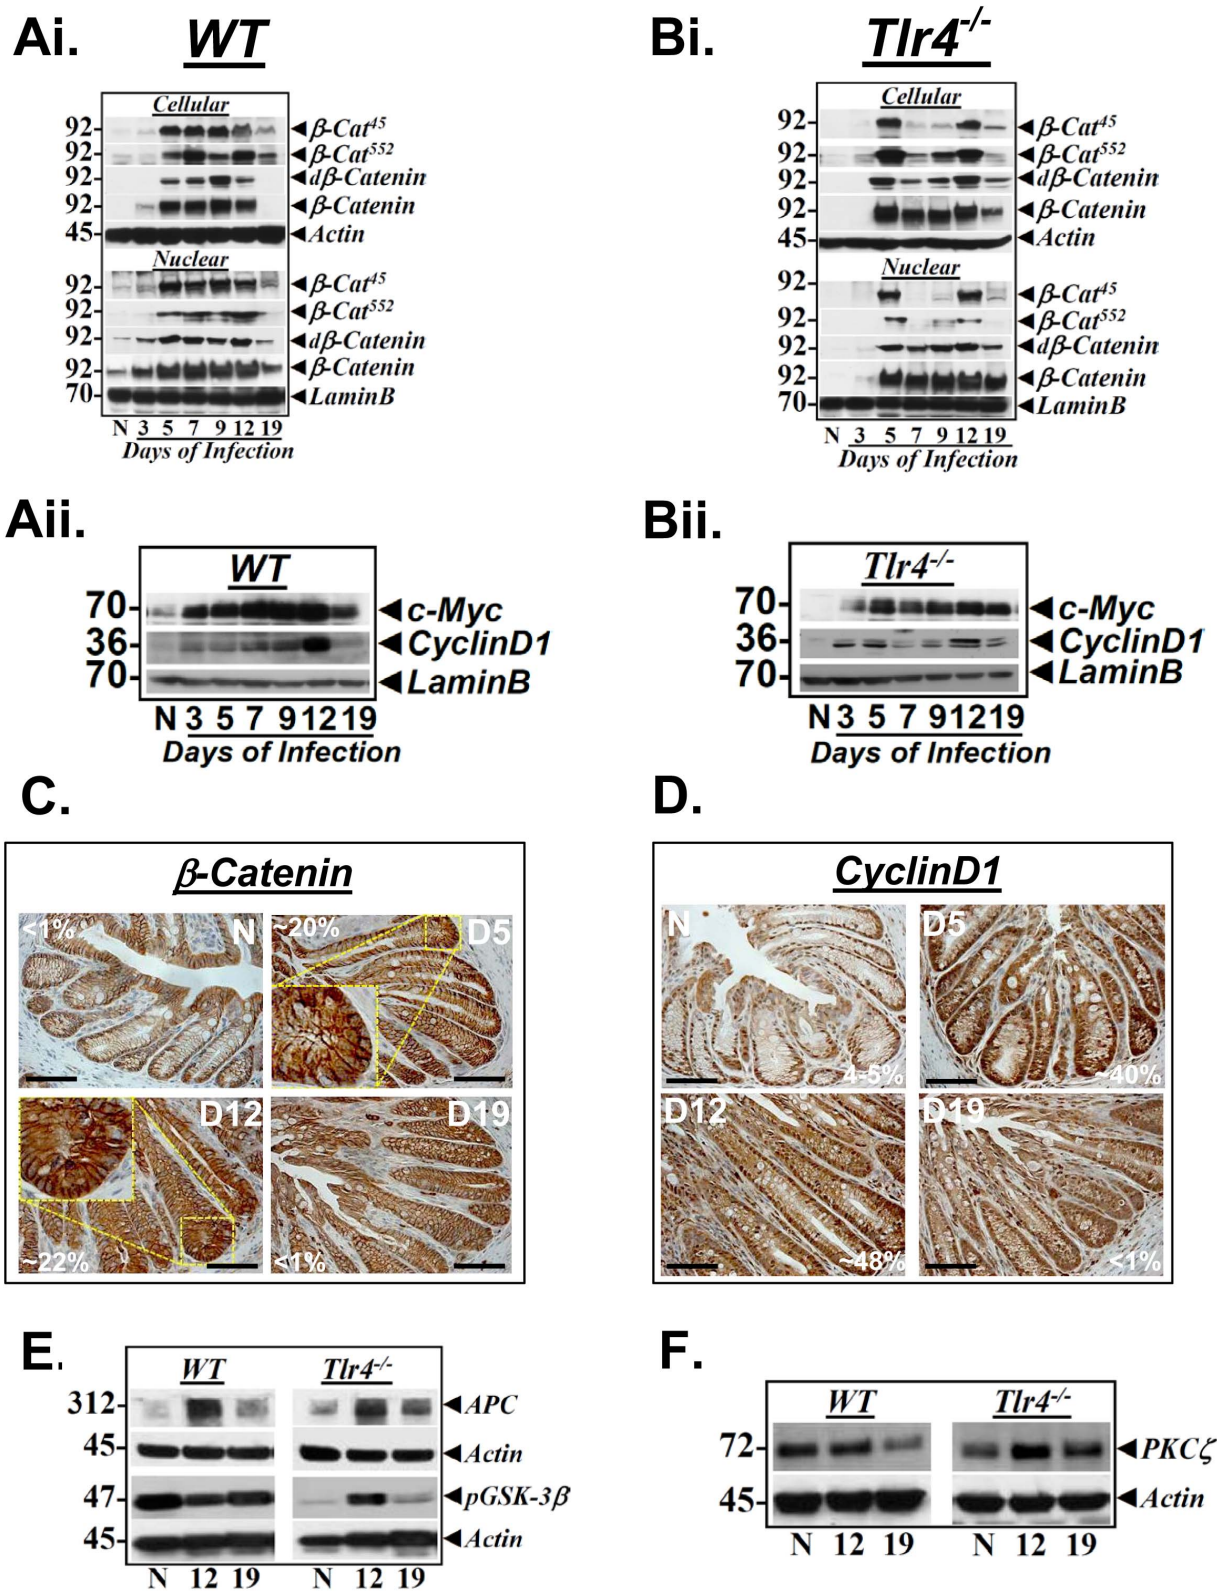 Ai.
WT
Cellular
92 β-Cat45
92 β-Cat552
92 dβ-Catenin
92 β-Catenin
45 Actin
Nuclear
92 β-Cat45
92 β-Cat552
92 dβ-Catenin
92 β-Catenin
70 LaminB
N 3 5 7 9 12 19
Days of Infection
Bi.
Tlr4-/-
Cellular
92 β-Cat45
92 β-Cat552
92 dβ-Catenin
92 β-Catenin
45 Actin
Nuclear
92 β-Cat45
92 β-Cat552
92 dβ-Catenin
92 β-Catenin
70 LaminB
N 3 5 7 9 12 19
Days of Infection
Aii.
WT
70 c-Myc
36 CyclinD1
70 LaminB
N 3 5 7 9 12 19
Days of Infection
Bii.
Tlr4-/-
70 c-Myc
36 CyclinD1
70 LaminB
N 3 5 7 9 12 19
Days of Infection
C.
β-Catenin
<1% N
~20% D5
D12
~22%
D19
<1%
D.
CyclinD1
N
4-5%
D5
~40%
D12
~48%
D19
<1%
E.
WT Tlr4-/-
312 APC
45 Actin
47 pGSK-3β
45 Actin
N 12 19 N 12 19
F.
WT Tlr4-/-
72 PKCζ
45 Actin
N 12 19 N 12 19